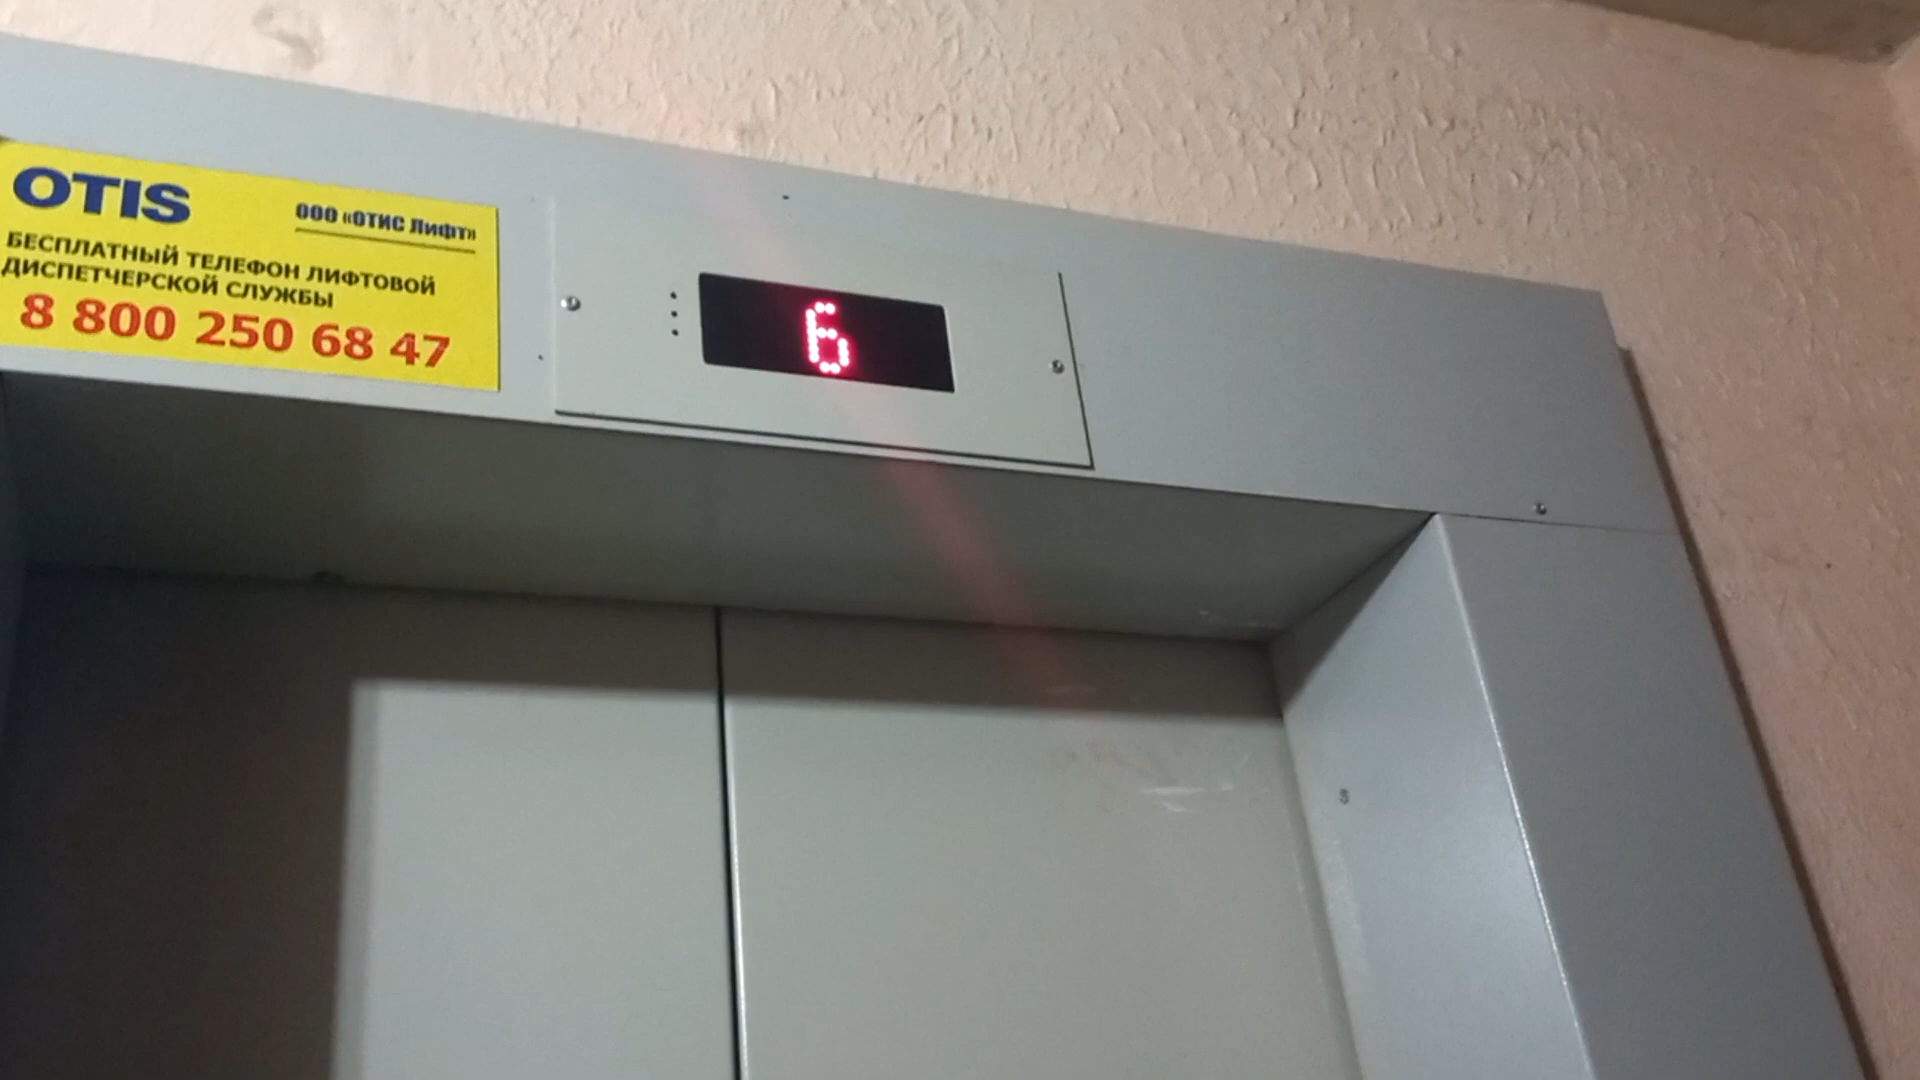 OTIS
ООО «ОТИС Лифт»
БЕСПЛАТНЫЙ ТЕЛЕФОН ЛИФТОВОЙ
ДИСПЕТЧЕРСКОЙ СЛУЖБЫ
8 800 250 68 47
6